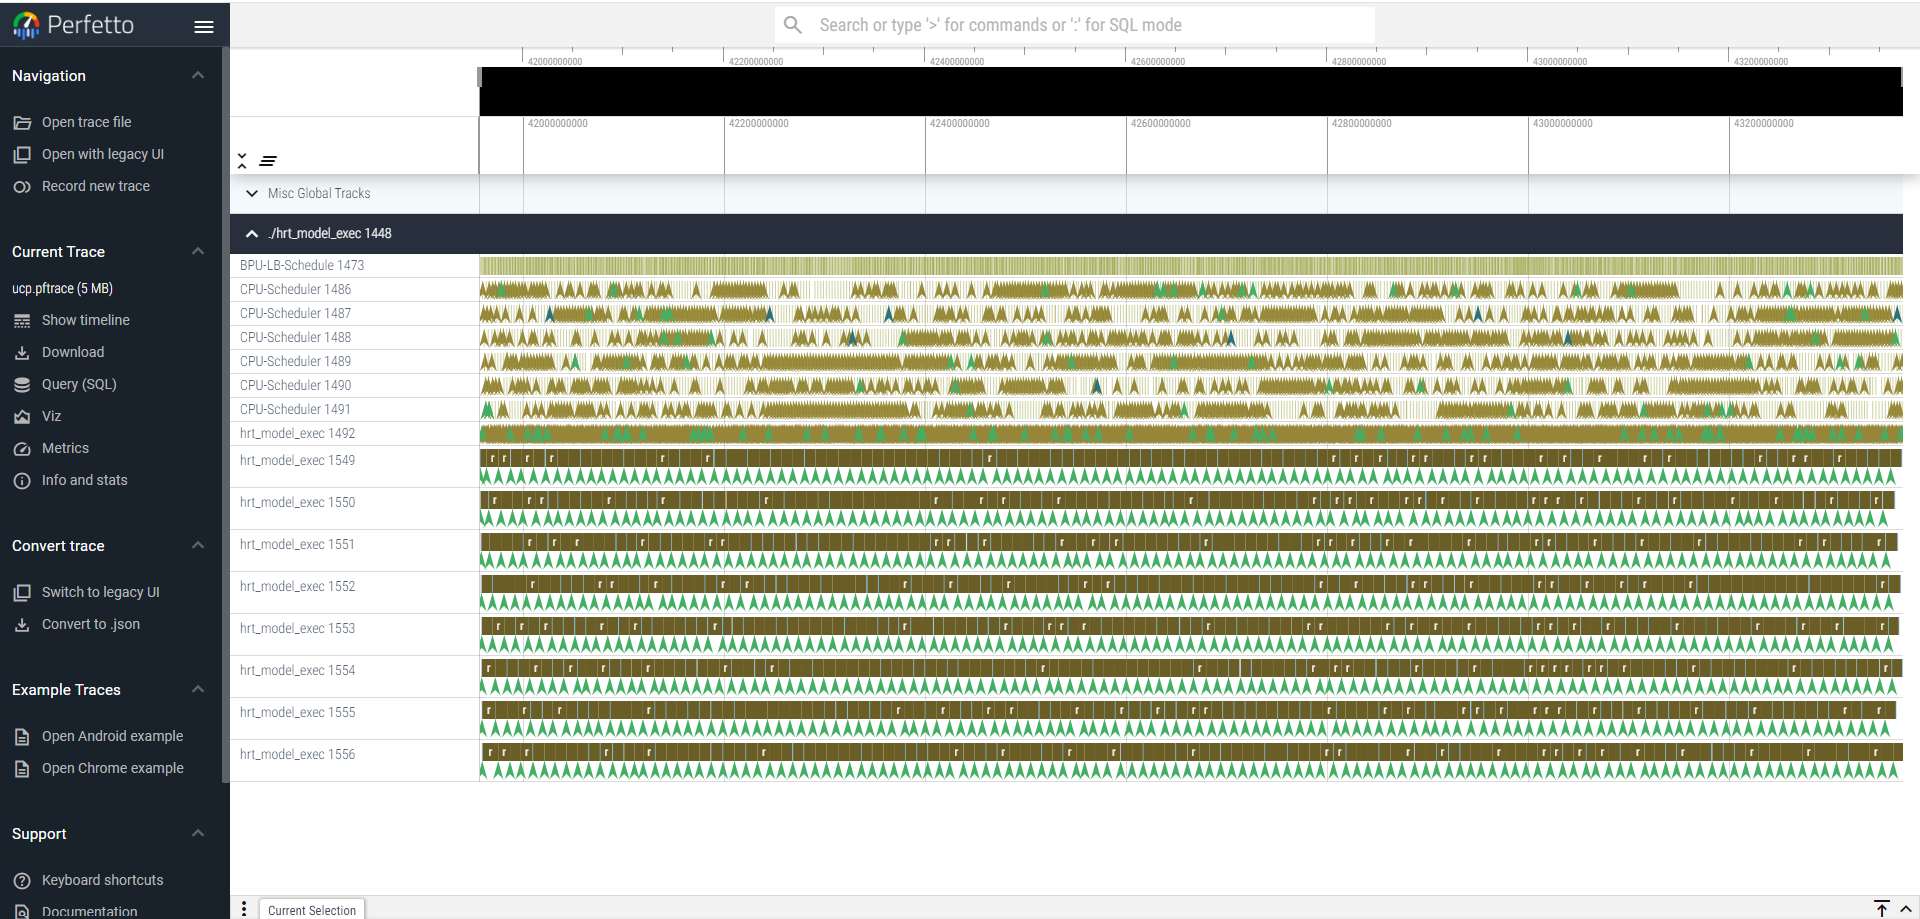 Perfetto
Search or type '>' for commands or ':' for SQL mode
Navigation
Open trace file
Open with legacy UI
Record new trace
Current Trace
ucp.pftrace (5 MB)
Show timeline
Download
Query (SQL)
Viz
Metrics
Info and stats
Convert trace
Switch to legacy UI
Convert to .json
Example Traces
Open Android example
Open Chrome example
Support
Keyboard shortcuts
Documentation
42000000000 42200000000 42400000000 42600000000 42800000000 43000000000 43200000000
42000000000 42200000000 42400000000 42600000000 42800000000 43000000000 43200000000
Misc Global Tracks
./hrt_model_exec 1448
BPU-LB-Schedule 1473
CPU-Scheduler 1486
CPU-Scheduler 1487
CPU-Scheduler 1488
CPU-Scheduler 1489
CPU-Scheduler 1490
CPU-Scheduler 1491
hrt_model_exec 1492
hrt_model_exec 1549
hrt_model_exec 1550
hrt_model_exec 1551
hrt_model_exec 1552
hrt_model_exec 1553
hrt_model_exec 1554
hrt_model_exec 1555
hrt_model_exec 1556
Current Selection